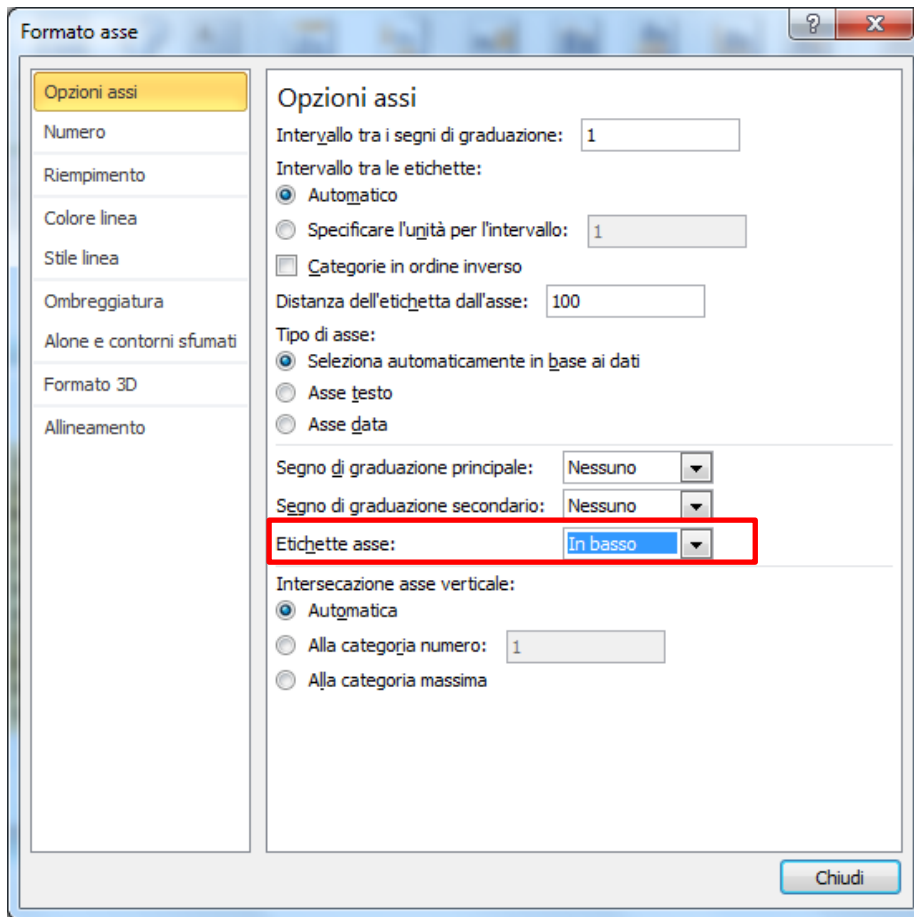 Formato asse
Opzioni assi
Numero
Riempimento
Colore linea
Stile linea
Ombreggiatura
Alone e contorni sfumati
Formato 3D
Allineamento
Opzioni assi
Intervallo tra i segni di graduazione: 1
Intervallo tra le etichette:
Automatico
Specificare l'unità per l'intervallo: 1
Categorie in ordine inverso
Distanza dell'etichetta dall'asse: 100
Tipo di asse:
Seleziona automaticamente in base ai dati
Asse testo
Asse data
Segno di graduazione principale: Nessuno
Segno di graduazione secondario: Nessuno
Etichette asse: In basso
Intersecazione asse verticale:
Automatica
Alla categoria numero: 1
Alla categoria massima
Chiudi